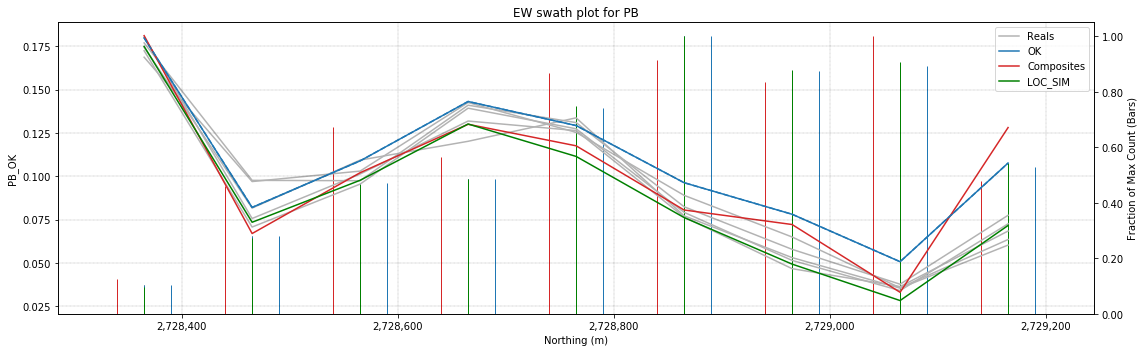 EW swath plot for PB
PB_OK
0.175
0.150
0.125
0.100
0.075
0.050
0.025
1.00
0.80
0.60
0.40
0.20
0.00
Fraction of Max Count (Bars)
Reals
OK
Composites
LOC_SIM
2,728,400
2,728,600
2,728,800
2,729,000
2,729,200
Northing (m)